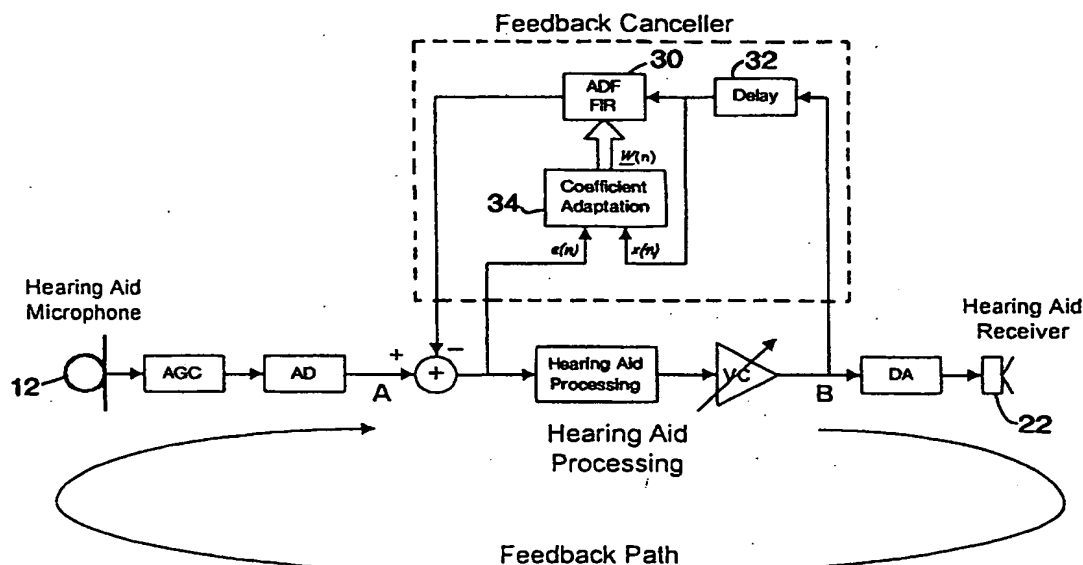 Feedback Canceller
30
32
ADF
FIR
Delay
W(n)
34
Coefficient
Adaptation
e(n)
x(n)
Hearing Aid
Microphone
Hearing Aid
Receiver
12
AGC
AD
+
A
−
+
Hearing Aid
Processing
VC
B
DA
22
Hearing Aid
Processing
Feedback Path